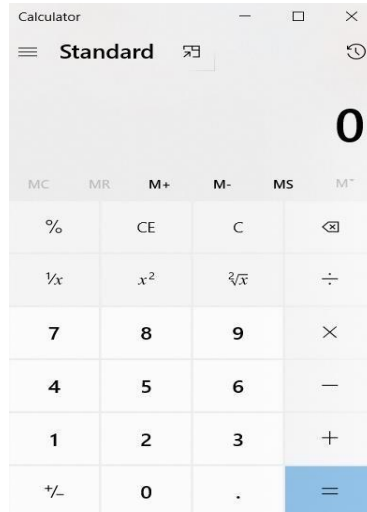 Calculator
Standard
0
MC MR M+ M- MS Mˇ
% CE C
¹/x x² ²√x ÷
7 8 9 ×
4 5 6 −
1 2 3 +
+/− 0 . =